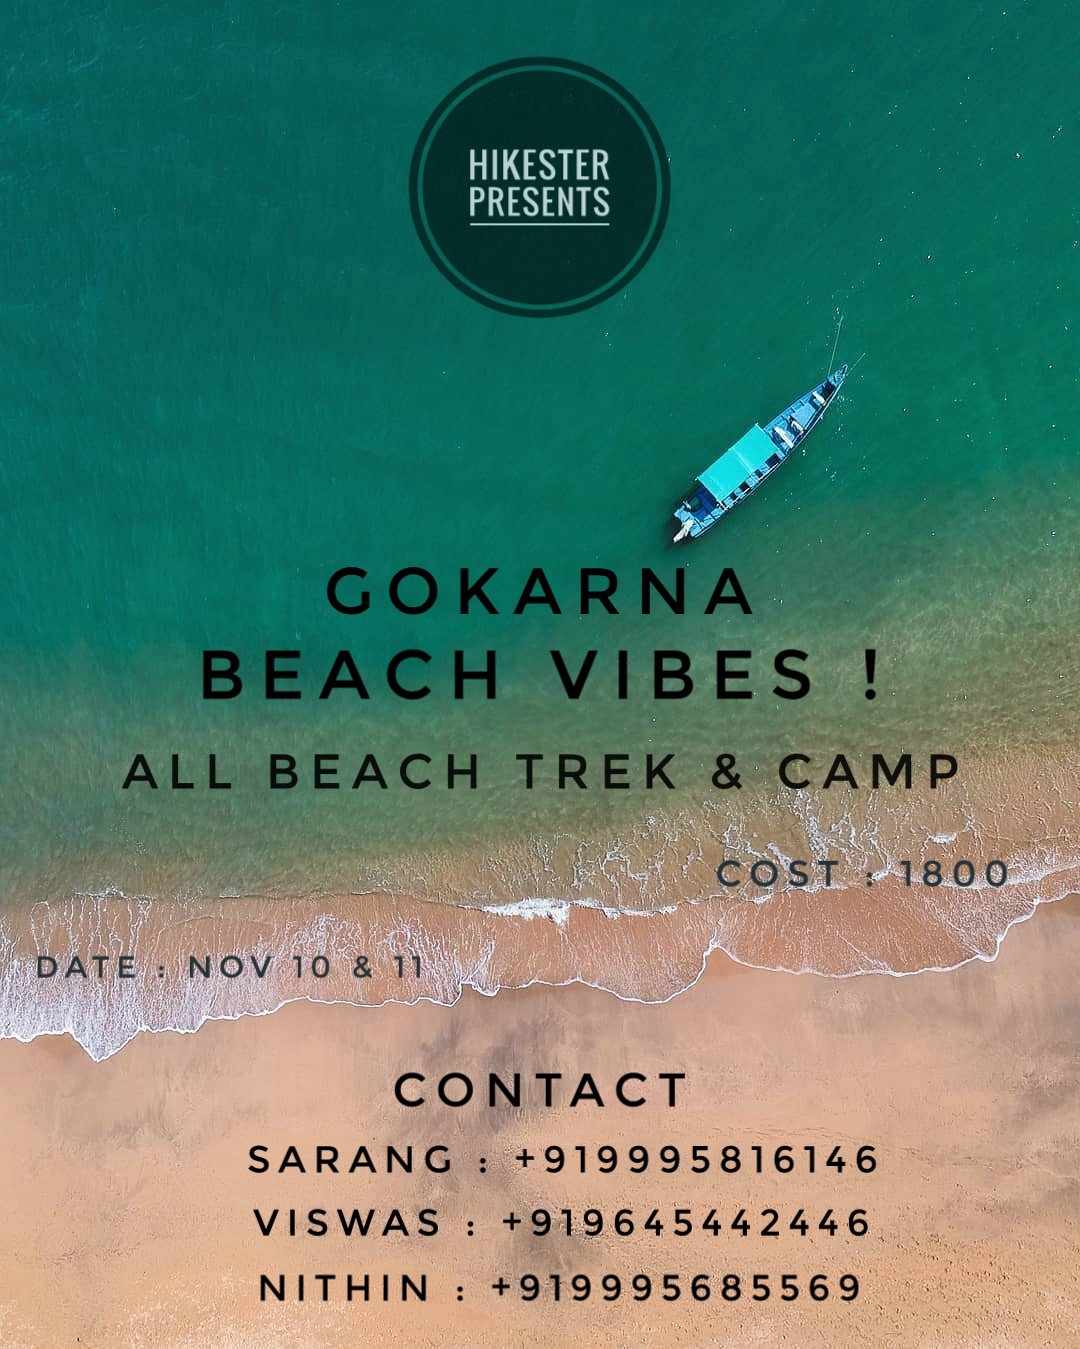 HIKESTER
PRESENTS
GOKARNA
BEACH VIBES !
ALL BEACH TREK & CAMP
COST : 1800
DATE : NOV 10 & 11
CONTACT
SARANG : +919995816146
VISWAS : +919645442446
NITHIN : +919995685569